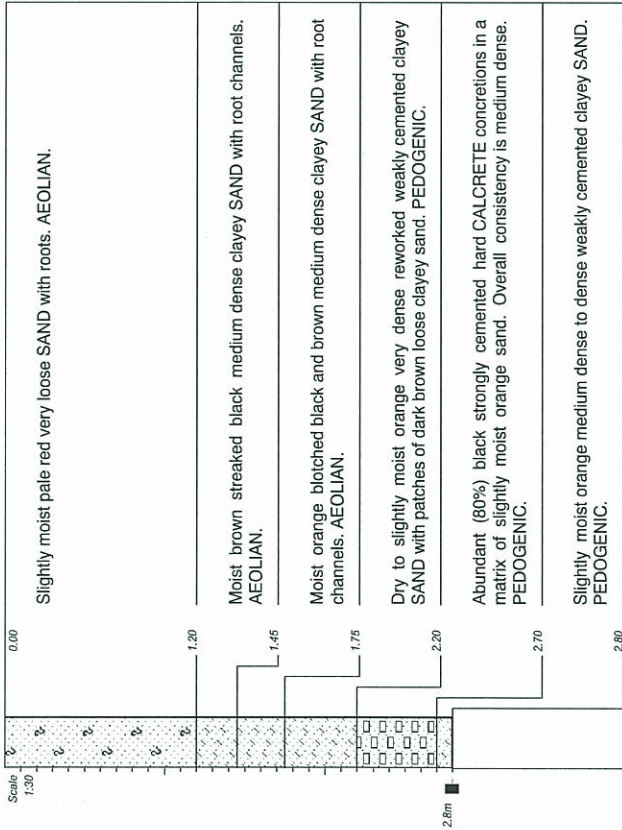 Scale
1:30
0.00
Slightly moist pale red very loose SAND with roots. AEOLIAN.
1.20
Moist brown streaked black medium dense clayey SAND with root channels.
AEOLIAN.
1.45
Moist orange blotched black and brown medium dense clayey SAND with root
channels. AEOLIAN.
1.75
Dry to slightly moist orange very dense reworked weakly cemented clayey
SAND with patches of dark brown loose clayey sand. PEDOGENIC.
2.20
Abundant (80%) black strongly cemented hard CALCRETE concretions in a
matrix of slightly moist orange sand. Overall consistency is medium dense.
PEDOGENIC.
2.70
Slightly moist orange medium dense to dense weakly cemented clayey SAND.
PEDOGENIC.
2.80
2.8m